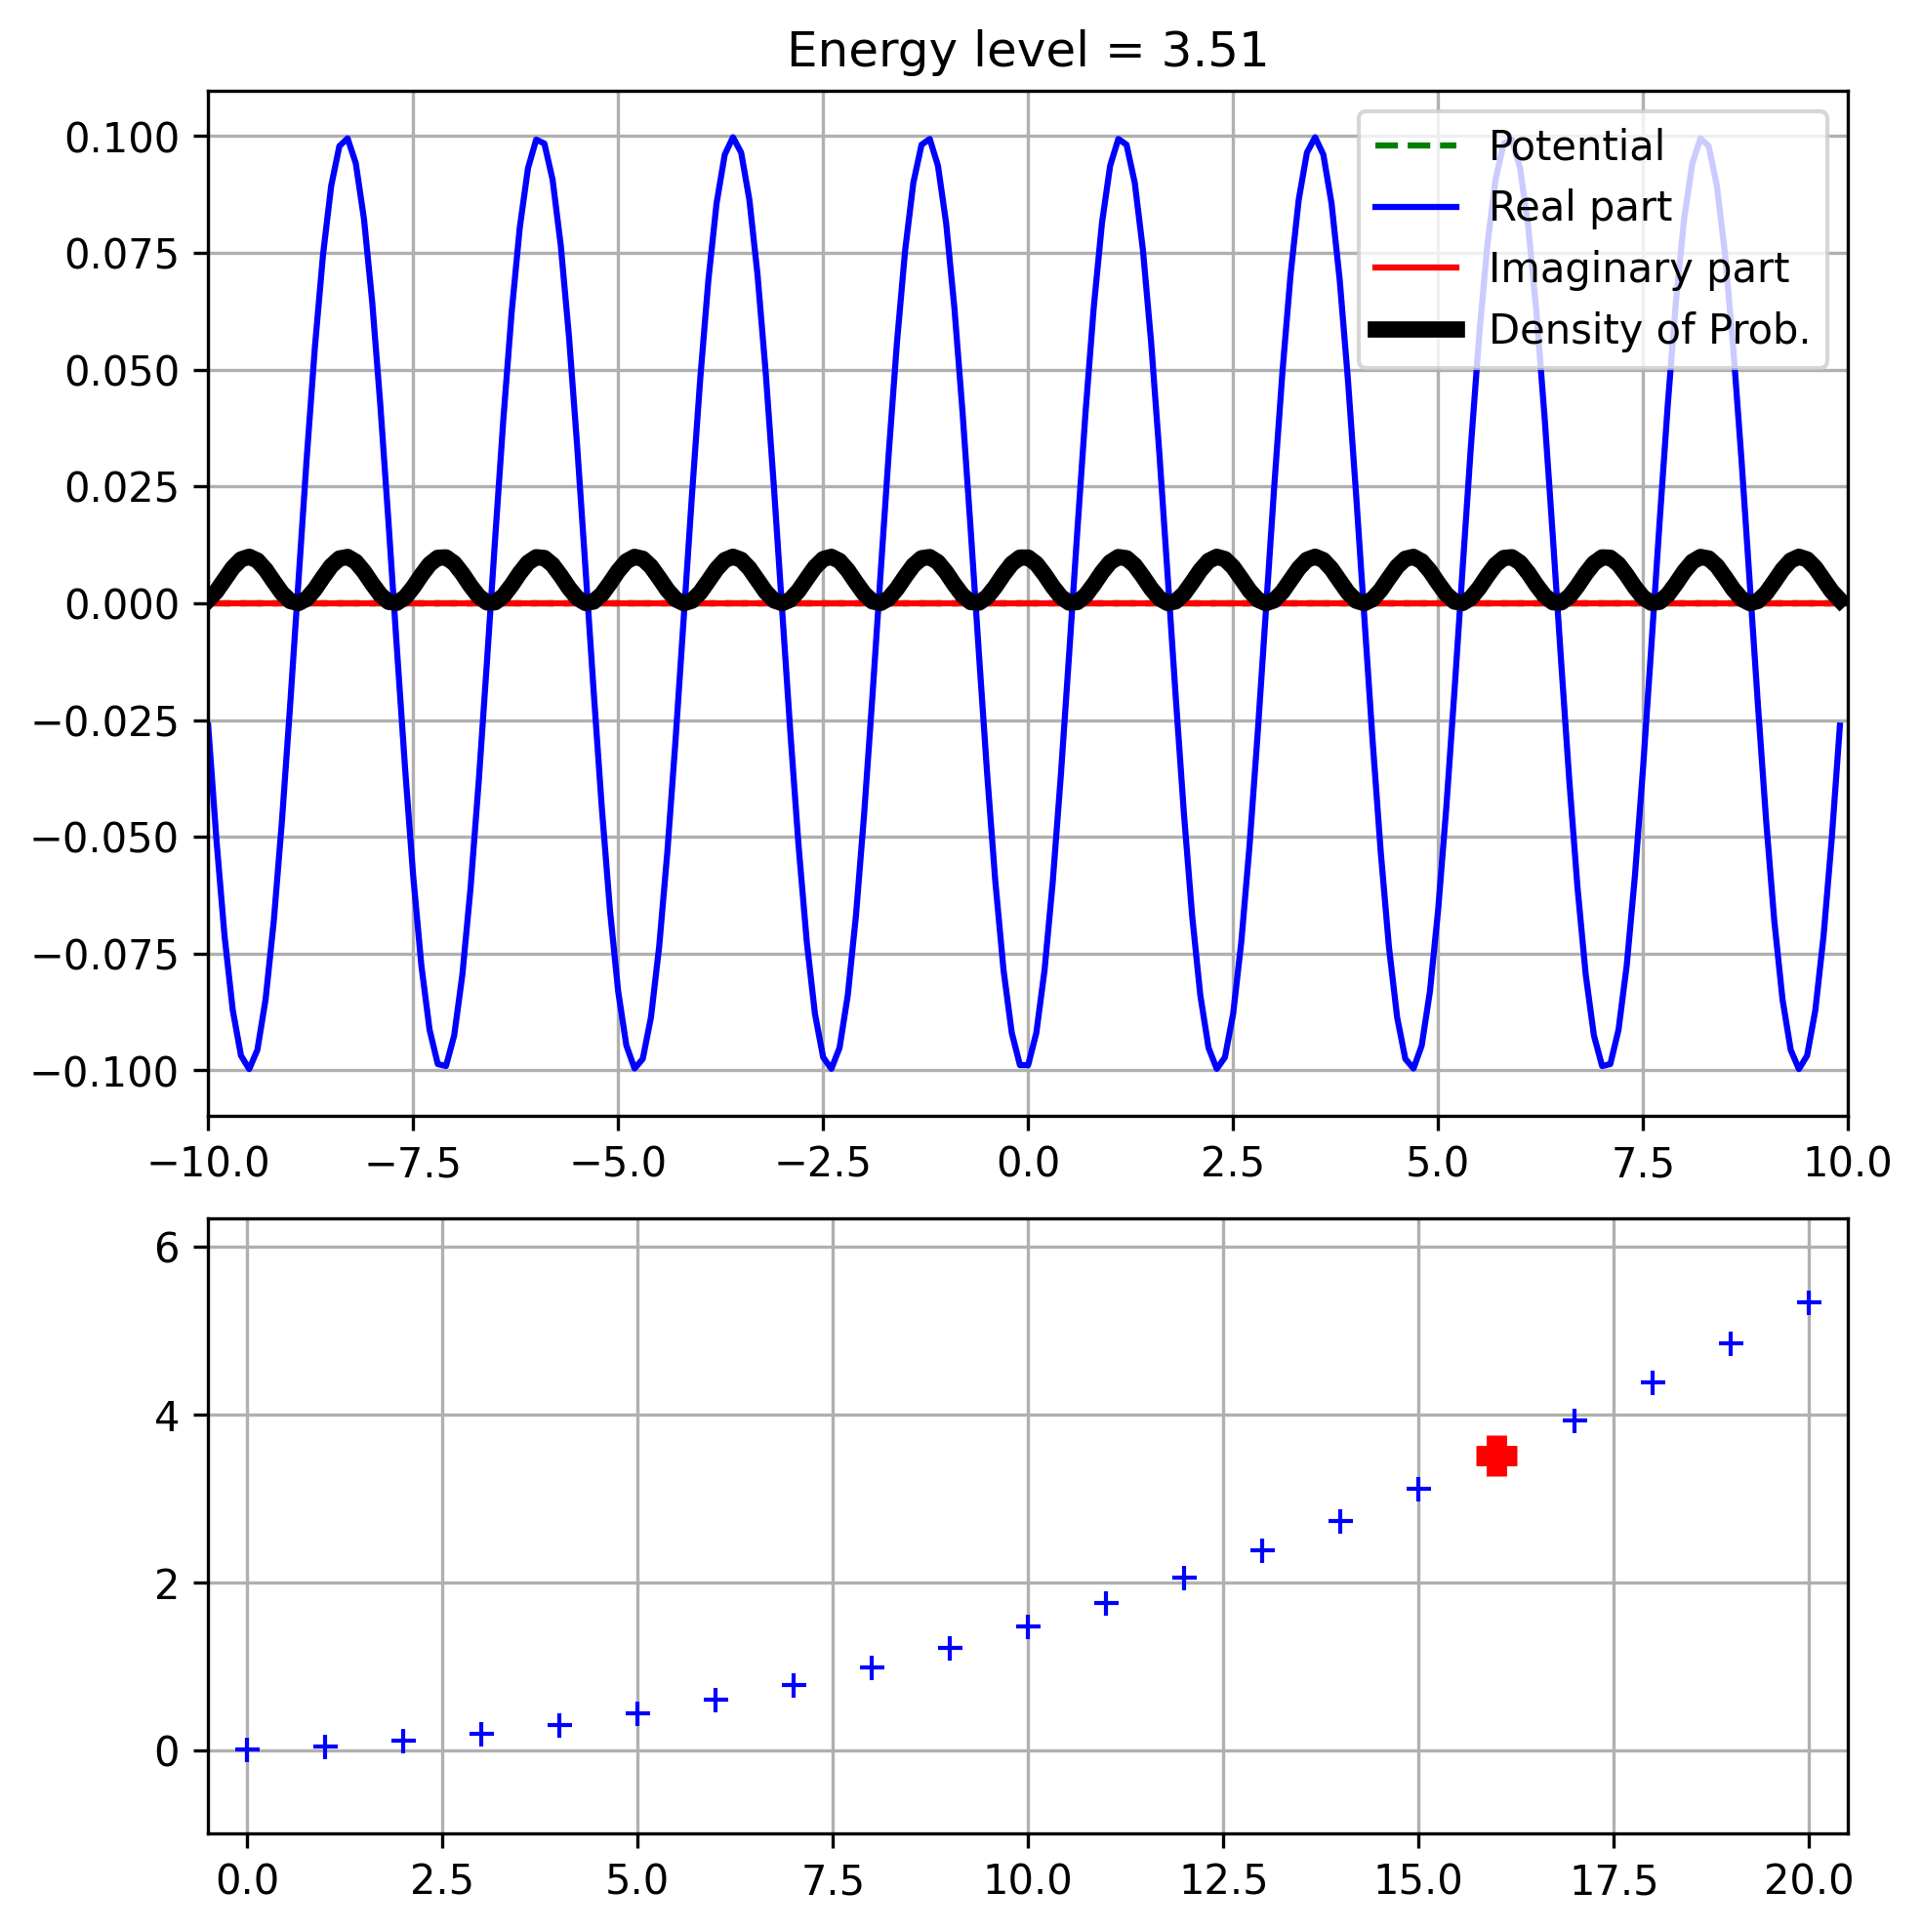 Energy level = 3.51
Potential
Real part
Imaginary part
Density of Prob.
0.100
0.075
0.050
0.025
0.000
−0.025
−0.050
−0.075
−0.100
−10.0 −7.5 −5.0 −2.5 0.0 2.5 5.0 7.5 10.0
6
4
2
0
0.0 2.5 5.0 7.5 10.0 12.5 15.0 17.5 20.0